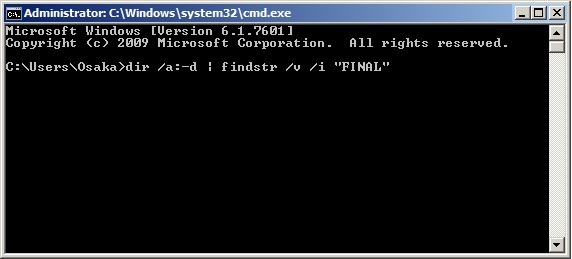 Administrator: C:\Windows\system32\cmd.exe
Microsoft Windows [Version 6.1.7601]
Copyright (c) 2009 Microsoft Corporation.  All rights reserved.
C:\Users\Osaka>dir /a:-d | findstr /v /i "FINAL"